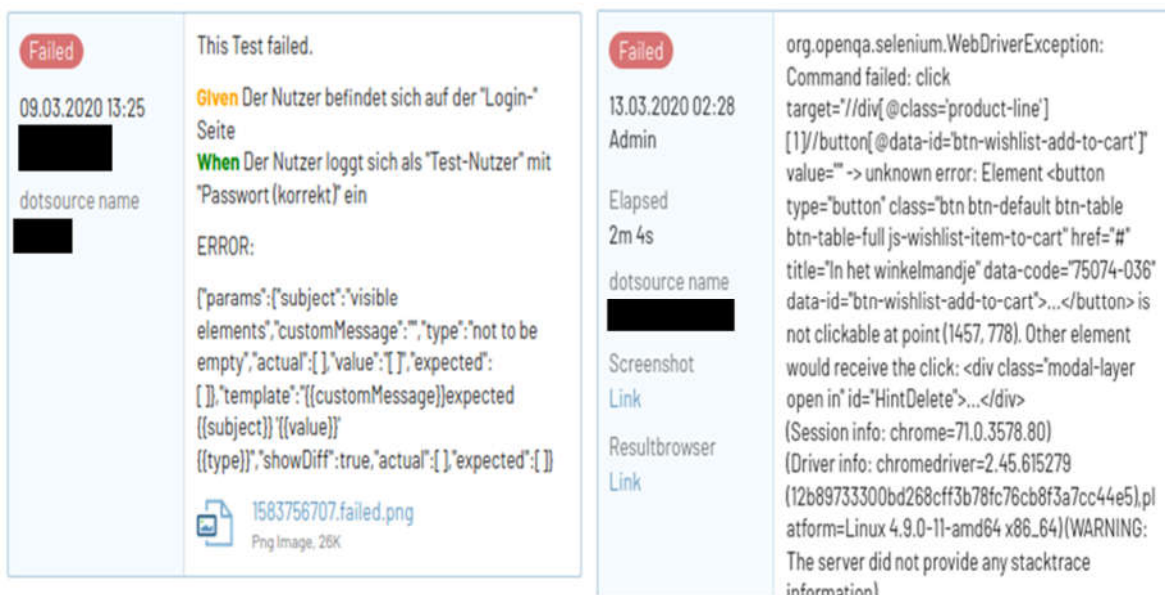 Failed
09.03.2020 13:25
dotsource name
This Test failed.
Given Der Nutzer befindet sich auf der "Login-"
Seite
When Der Nutzer loggt sich als "Test-Nutzer" mit
"Passwort (korrekt)" ein
ERROR:
{"params":{"subject":"visible
elements","customMessage":"","type":"not to be
empty","actual":[ ],"value":"[ ]","expected":
[ ]},"template":"{{customMessage}}expected
{{subject}} '{{value}}'
{{type}}","showDiff":true,"actual":[ ],"expected":[ ]}
1583756707.failed.png
Png Image, 26K
Failed
13.03.2020 02:28
Admin
Elapsed
2m 4s
dotsource name
Screenshot
Link
Resultbrowser
Link
org.openqa.selenium.WebDriverException:
Command failed: click
target="//div[@class='product-line']
[1]//button[@data-id='btn-wishlist-add-to-cart']"
value="" -> unknown error: Element <button
type="button" class="btn btn-default btn-table
btn-table-full js-wishlist-item-to-cart" href="#"
title="In het winkelmandje" data-code="75074-036"
data-id="btn-wishlist-add-to-cart">...</button> is
not clickable at point (1457, 778). Other element
would receive the click: <div class="modal-layer
open in" id="HintDelete">...</div>
(Session info: chrome=71.0.3578.80)
(Driver info: chromedriver=2.45.615279
(12b89733300bd268cff3b78fc76cb8f3a7cc44e5),pl
atform=Linux 4.9.0-11-amd64 x86_64) (WARNING:
The server did not provide any stacktrace
information)